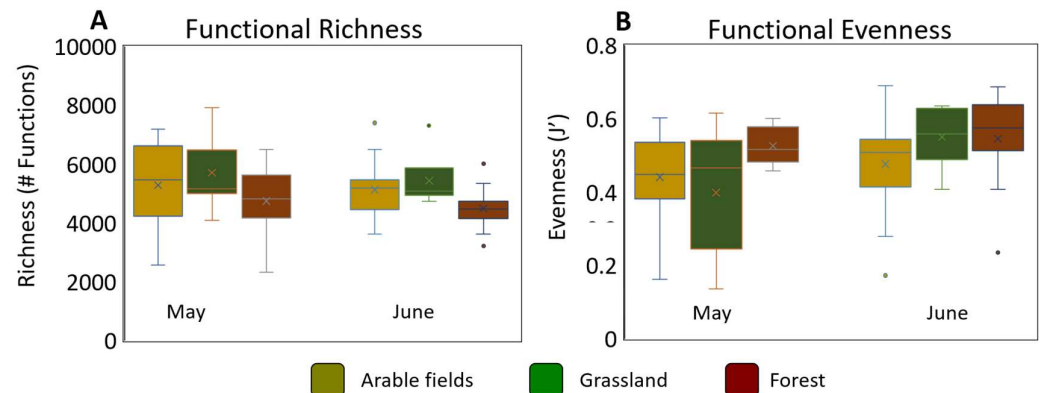 A
Functional Richness
Richness (# Functions)
10000
8000
6000
4000
2000
0
May
June
B
Functional Evenness
Evenness (J’)
0.8
0.6
0.4
0.2
0
May
June
Arable fields
Grassland
Forest